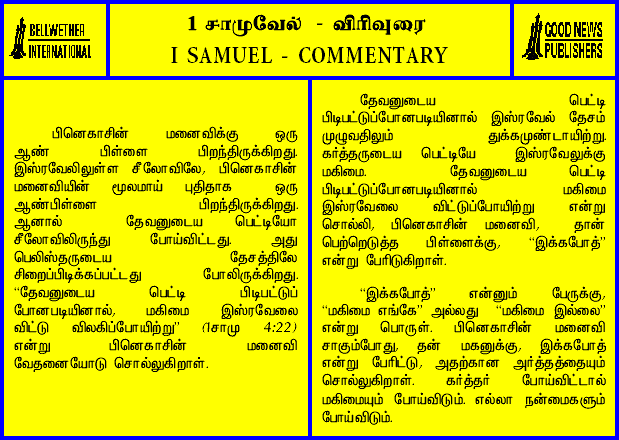 BELLWETHER
INTERNATIONAL
1 சாமுவேல் - விரிவுரை
I SAMUEL - COMMENTARY
GOOD NEWS
PUBLISHERS
பினெகாசின் மனைவிக்கு ஒரு
ஆண் பிள்ளை பிறந்திருக்கிறது.
இஸ்ரவேலிலுள்ள சீலோவிலே, பினெகாசின்
மனைவியின் மூலமாய் புதிதாக ஒரு
ஆண்பிள்ளை பிறந்திருக்கிறது.
ஆனால் தேவனுடைய பெட்டியோ
சீலோவிலிருந்து போய்விட்டது. அது
பெலிஸ்தருடைய தேசத்திலே
சிறைப்பிடிக்கப்பட்டது போலிருக்கிறது.
“தேவனுடைய பெட்டி பிடிபட்டுப்
போனபடியினால், மகிமை இஸ்ரவேலை
விட்டு விலகிப்போயிற்று” (1சாமு 4:22)
என்று பினெகாசின் மனைவி
வேதனையோடு சொல்லுகிறாள்.
தேவனுடைய பெட்டி
பிடிபட்டுப்போனபடியினால் இஸ்ரவேல் தேசம்
முழுவதிலும் துக்கமுண்டாயிற்று.
கர்த்தருடைய பெட்டியே இஸ்ரவேலுக்கு
மகிமை. தேவனுடைய பெட்டி
பிடிபட்டுப்போனபடியினால் மகிமை
இஸ்ரவேலை விட்டுப்போயிற்று என்று
சொல்லி, பினெகாசின் மனைவி, தான்
பெற்றெடுத்த பிள்ளைக்கு, “இக்கபோத்”
என்று பேரிடுகிறாள்.
“இக்கபோத்” என்னும் பேருக்கு,
“மகிமை எங்கே” அல்லது “மகிமை இல்லை”
என்று பொருள். பினெகாசின் மனைவி
சாகும்போது, தன் மகனுக்கு, இக்கபோத்
என்று பேரிட்டு, அதற்கான அர்த்தத்தையும்
சொல்லுகிறாள். கர்த்தர் போய்விட்டால்
மகிமையும் போய்விடும். எல்லா நன்மைகளும்
போய்விடும்.